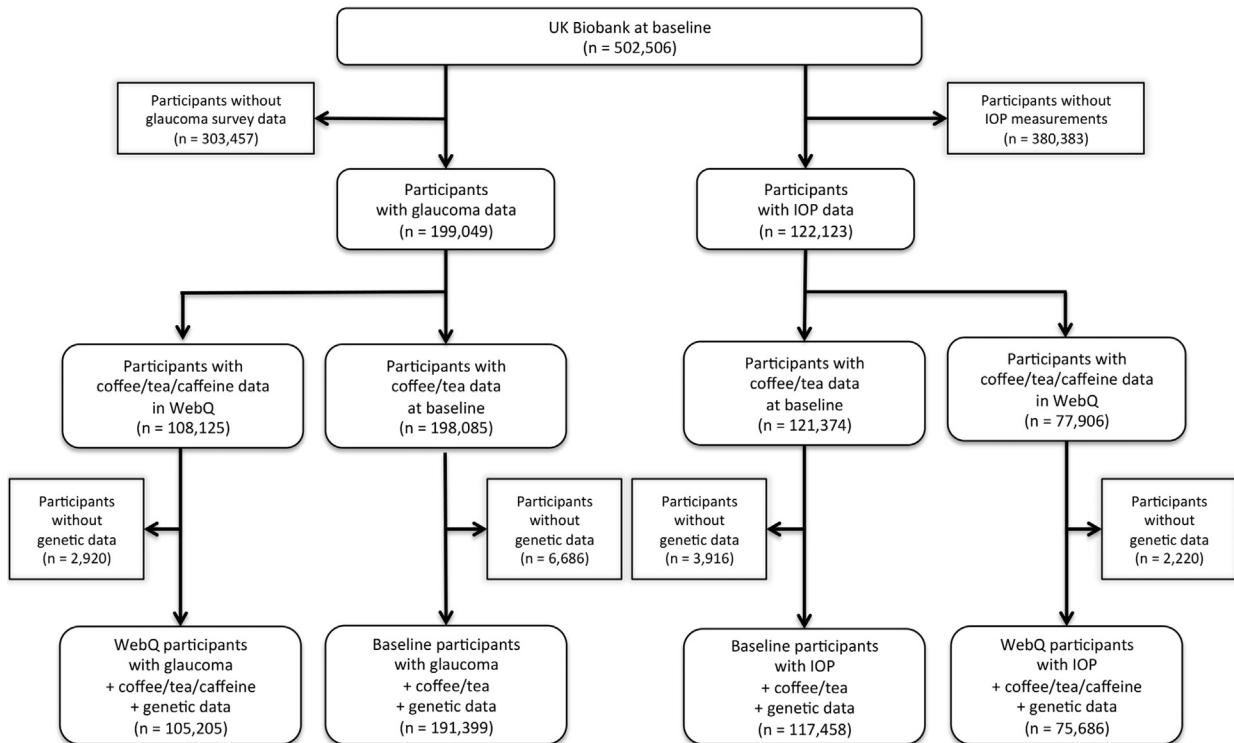 UK Biobank at baseline
(n = 502,506)
Participants without
glaucoma survey data
(n = 303,457)
Participants without
IOP measurements
(n = 380,383)
Participants
with glaucoma data
(n = 199,049)
Participants
with IOP data
(n = 122,123)
Participants with
coffee/tea/caffeine data
in WebQ
(n = 108,125)
Participants with
coffee/tea data
at baseline
(n = 198,085)
Participants with
coffee/tea data
at baseline
(n = 121,374)
Participants with
coffee/tea/caffeine data
in WebQ
(n = 77,906)
Participants
without
genetic data
(n = 2,920)
Participants
without
genetic data
(n = 6,686)
Participants
without
genetic data
(n = 3,916)
Participants
without
genetic data
(n = 2,220)
WebQ participants
with glaucoma
+ coffee/tea/caffeine
+ genetic data
(n = 105,205)
Baseline participants
with glaucoma
+ coffee/tea
+ genetic data
(n = 191,399)
Baseline participants
with IOP
+ coffee/tea
+ genetic data
(n = 117,458)
WebQ participants
with IOP
+ coffee/tea/caffeine
+ genetic data
(n = 75,686)